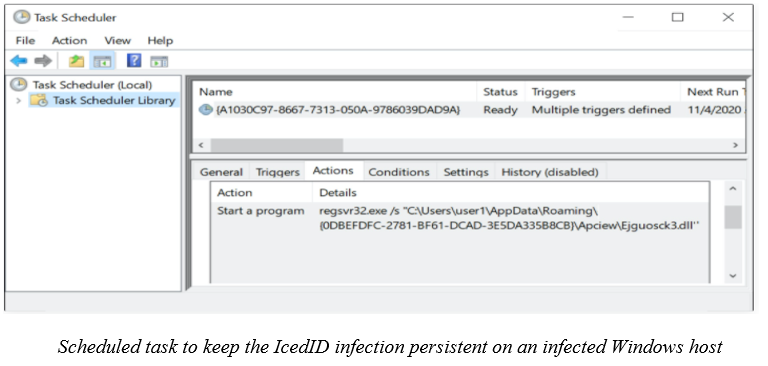 Task Scheduler
File Action View Help
Task Scheduler (Local)
Task Scheduler Library
Name Status Triggers Next Run T
{A1030C97-8667-7313-050A-9786039DAD9A} Ready Multiple triggers defined 11/4/2020
General Triggers Actions Conditions Settings History (disabled)
Action Details
Start a program regsvr32.exe /s "C:\Users\user1\AppData\Roaming\
{0DBEFDFC-2781-BF61-DCAD-3E5DA335B8CB}\Apciew\Ejguosck3.dll"
Scheduled task to keep the IcedID infection persistent on an infected Windows host